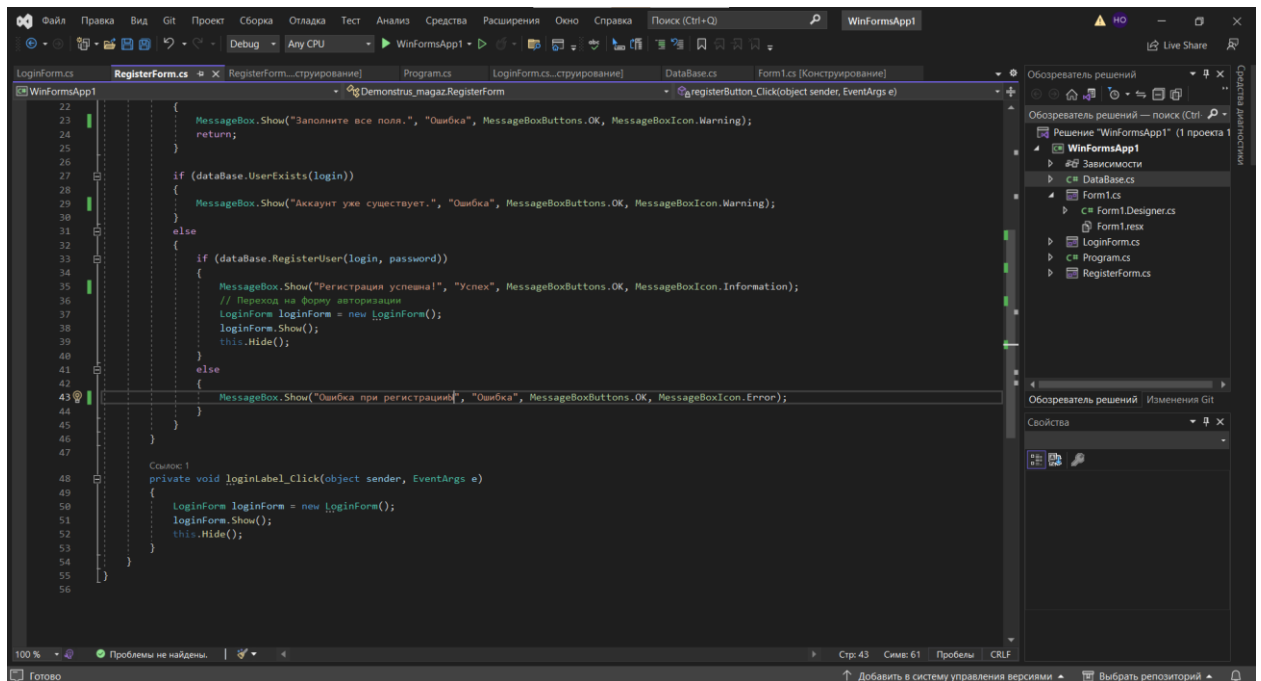 Файл Правка Вид Git Проект Сборка Отладка Тест Анализ Средства Расширения Окно Справка Поиск (Ctrl+Q) WinFormsApp1 НО
Debug Any CPU WinFormsApp1 Live Share
LoginForm.cs RegisterForm.cs RegisterForm....струирование] Program.cs LoginForm.cs...струирование] DataBase.cs Form1.cs [Конструирование]
WinFormsApp1 Demonstrus_magaz.RegisterForm registerButton_Click(object sender, EventArgs e)
22 {
23 MessageBox.Show("Заполните все поля.", "Ошибка", MessageBoxButtons.OK, MessageBoxIcon.Warning);
24 return;
25 }
26
27 if (dataBase.UserExists(login))
28 {
29 MessageBox.Show("Аккаунт уже существует.", "Ошибка", MessageBoxButtons.OK, MessageBoxIcon.Warning);
30 }
31 else
32 {
33 if (dataBase.RegisterUser(login, password))
34 {
35 MessageBox.Show("Регистрация успешна!", "Успех", MessageBoxButtons.OK, MessageBoxIcon.Information);
36 // Переход на форму авторизации
37 LoginForm loginForm = new LoginForm();
38 loginForm.Show();
39 this.Hide();
40 }
41 else
42 {
43 MessageBox.Show("Ошибка при регистрацииЬ", "Ошибка", MessageBoxButtons.OK, MessageBoxIcon.Error);
44 }
45 }
46 }
47
Ссылок: 1
48 private void loginLabel_Click(object sender, EventArgs e)
49 {
50 LoginForm loginForm = new LoginForm();
51 loginForm.Show();
52 this.Hide();
53 }
54 }
55 }
56
100 % Проблемы не найдены. Стр: 43 Симв: 61 Пробелы CRLF
Готово Добавить в систему управления версиями Выбрать репозиторий
Обозреватель решений
Обозреватель решений — поиск (Ctrl
Решение "WinFormsApp1" (1 проекта 1
WinFormsApp1
Зависимости
C# DataBase.cs
Form1.cs
C# Form1.Designer.cs
Form1.resx
LoginForm.cs
C# Program.cs
RegisterForm.cs
Обозреватель решений Изменения Git
Свойства
Средства диагностики